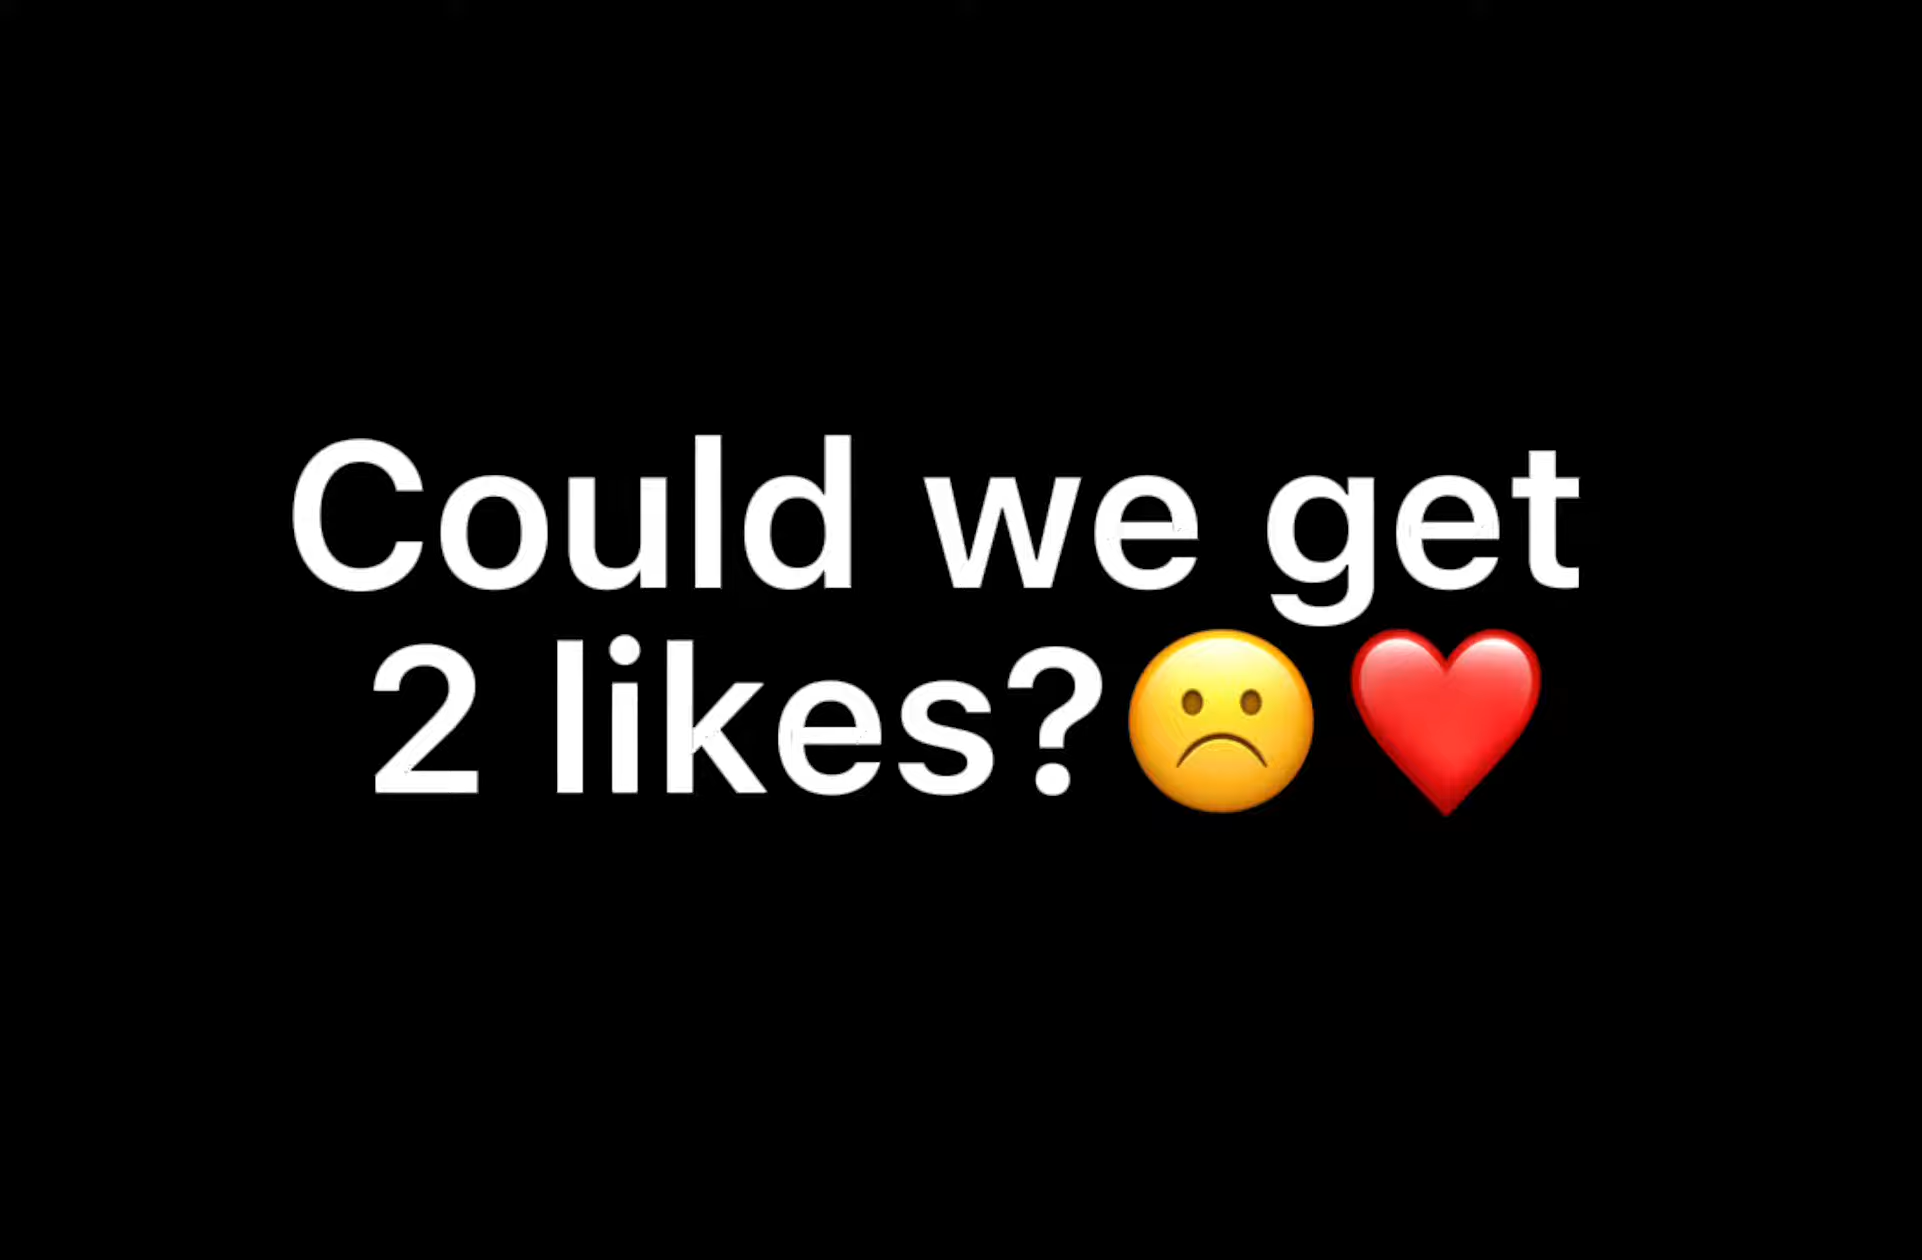 Could we get
2 likes?☹️❤️